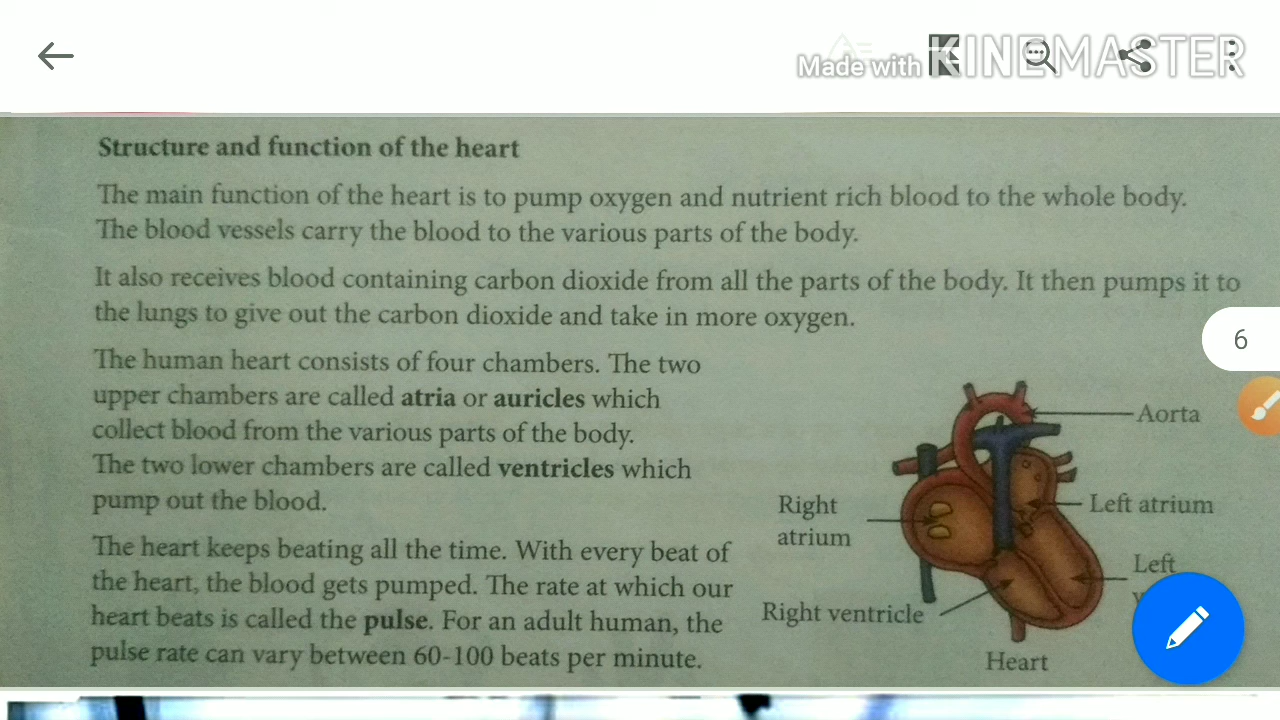 Made with KINEMASTER
Structure and function of the heart
The main function of the heart is to pump oxygen and nutrient rich blood to the whole body.
The blood vessels carry the blood to the various parts of the body.
It also receives blood containing carbon dioxide from all the parts of the body. It then pumps it to
the lungs to give out the carbon dioxide and take in more oxygen.
6
The human heart consists of four chambers. The two
upper chambers are called atria or auricles which
collect blood from the various parts of the body.
The two lower chambers are called ventricles which
pump out the blood.
The heart keeps beating all the time. With every beat of
the heart, the blood gets pumped. The rate at which our
heart beats is called the pulse. For an adult human, the
pulse rate can vary between 60-100 beats per minute.
Aorta
Right
atrium
Left atrium
Left
Right ventricle
Heart